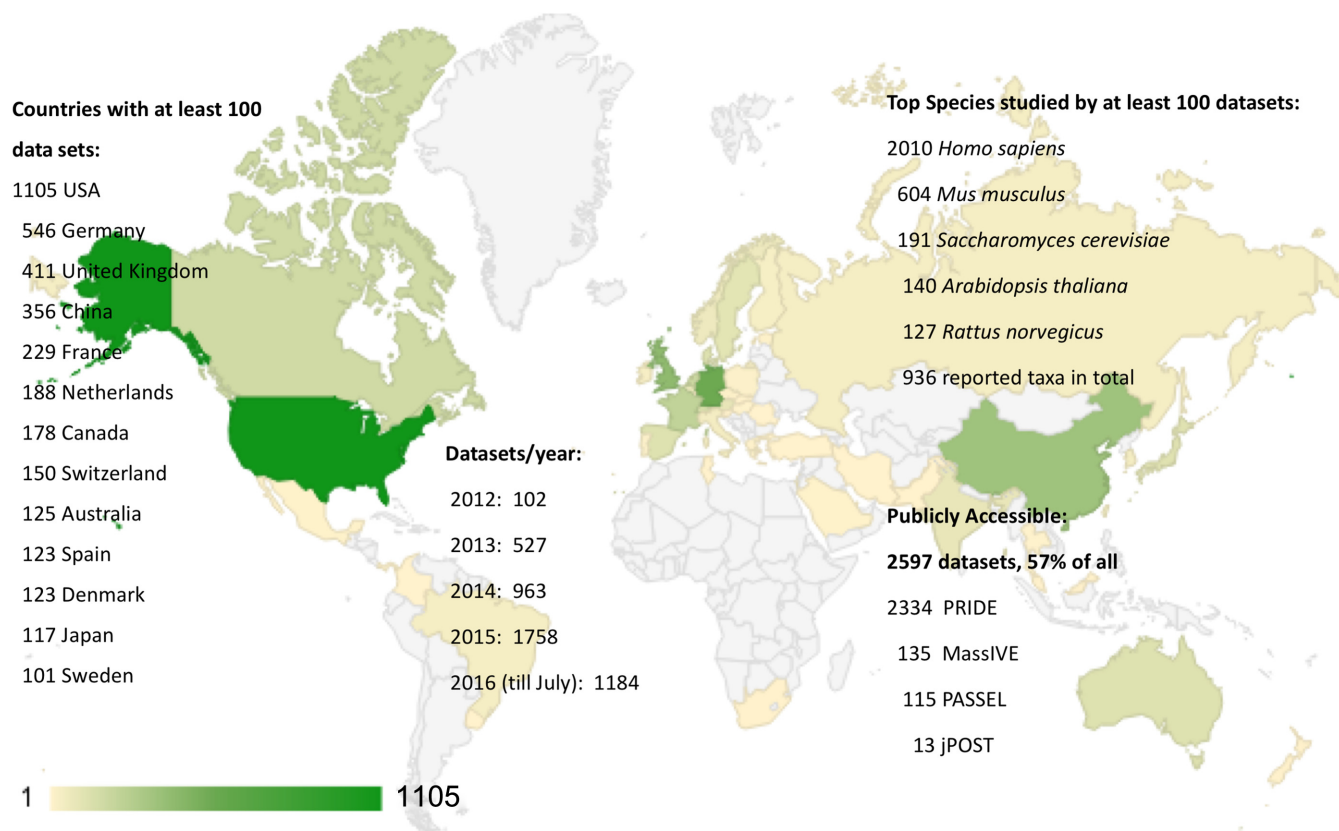 Countries with at least 100
data sets:
1105 USA
546 Germany
411 United Kingdom
356 China
229 France
188 Netherlands
178 Canada
150 Switzerland
125 Australia
123 Spain
123 Denmark
117 Japan
101 Sweden
Datasets/year:
2012: 102
2013: 527
2014: 963
2015: 1758
2016 (till July): 1184
Top Species studied by at least 100 datasets:
2010 Homo sapiens
604 Mus musculus
191 Saccharomyces cerevisiae
140 Arabidopsis thaliana
127 Rattus norvegicus
936 reported taxa in total
Publicly Accessible:
2597 datasets, 57% of all
2334 PRIDE
135 MassIVE
115 PASSEL
13 jPOST
1 1105